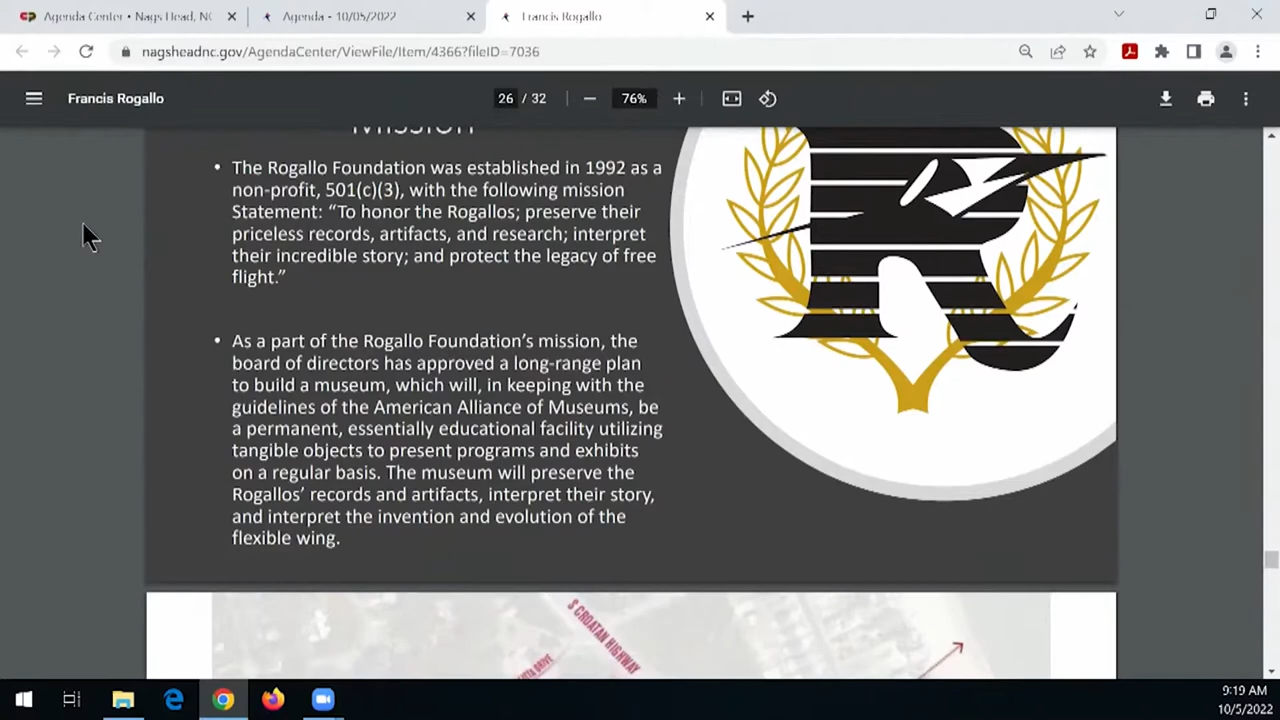 Agenda Center • Nags Head, NC
Agenda - 10/05/2022
Francis Rogallo
nagsheadnc.gov/AgendaCenter/ViewFile/Item/4366?fileID=7036
Francis Rogallo
26 / 32
76%
Mission
• The Rogallo Foundation was established in 1992 as a
non-profit, 501(c)(3), with the following mission
Statement: “To honor the Rogallos; preserve their
priceless records, artifacts, and research; interpret
their incredible story; and protect the legacy of free
flight.”
• As a part of the Rogallo Foundation’s mission, the
board of directors has approved a long-range plan
to build a museum, which will, in keeping with the
guidelines of the American Alliance of Museums, be
a permanent, essentially educational facility utilizing
tangible objects to present programs and exhibits
on a regular basis. The museum will preserve the
Rogallos’ records and artifacts, interpret their story,
and interpret the invention and evolution of the
flexible wing.
R
S CROATAN HIGHWAY
DRIVE
9:19 AM
10/5/2022